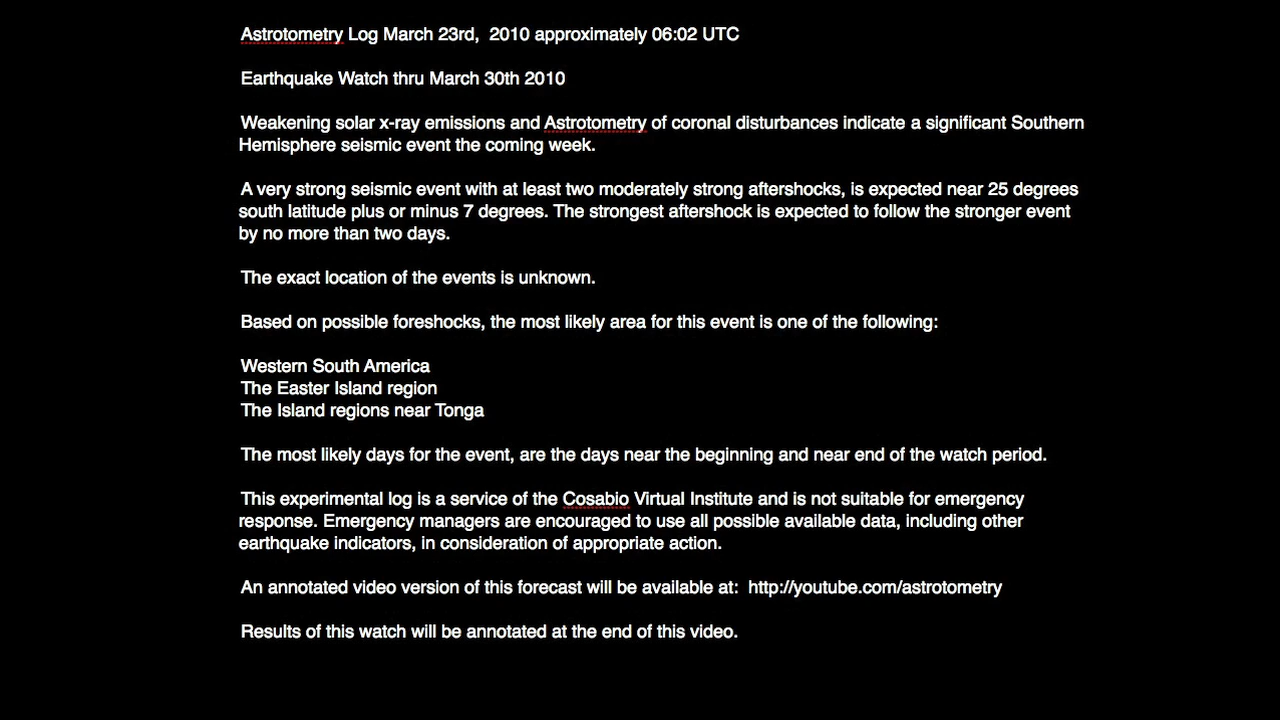 Astrotometry Log March 23rd,  2010 approximately 06:02 UTC
Earthquake Watch thru March 30th 2010
Weakening solar x-ray emissions and Astrotometry of coronal disturbances indicate a significant Southern
Hemisphere seismic event the coming week.
A very strong seismic event with at least two moderately strong aftershocks, is expected near 25 degrees
south latitude plus or minus 7 degrees. The strongest aftershock is expected to follow the stronger event
by no more than two days.
The exact location of the events is unknown.
Based on possible foreshocks, the most likely area for this event is one of the following:
Western South America
The Easter Island region
The Island regions near Tonga
The most likely days for the event, are the days near the beginning and near end of the watch period.
This experimental log is a service of the Cosabio Virtual Institute and is not suitable for emergency
response. Emergency managers are encouraged to use all possible available data, including other
earthquake indicators, in consideration of appropriate action.
An annotated video version of this forecast will be available at:  http://youtube.com/astrotometry
Results of this watch will be annotated at the end of this video.